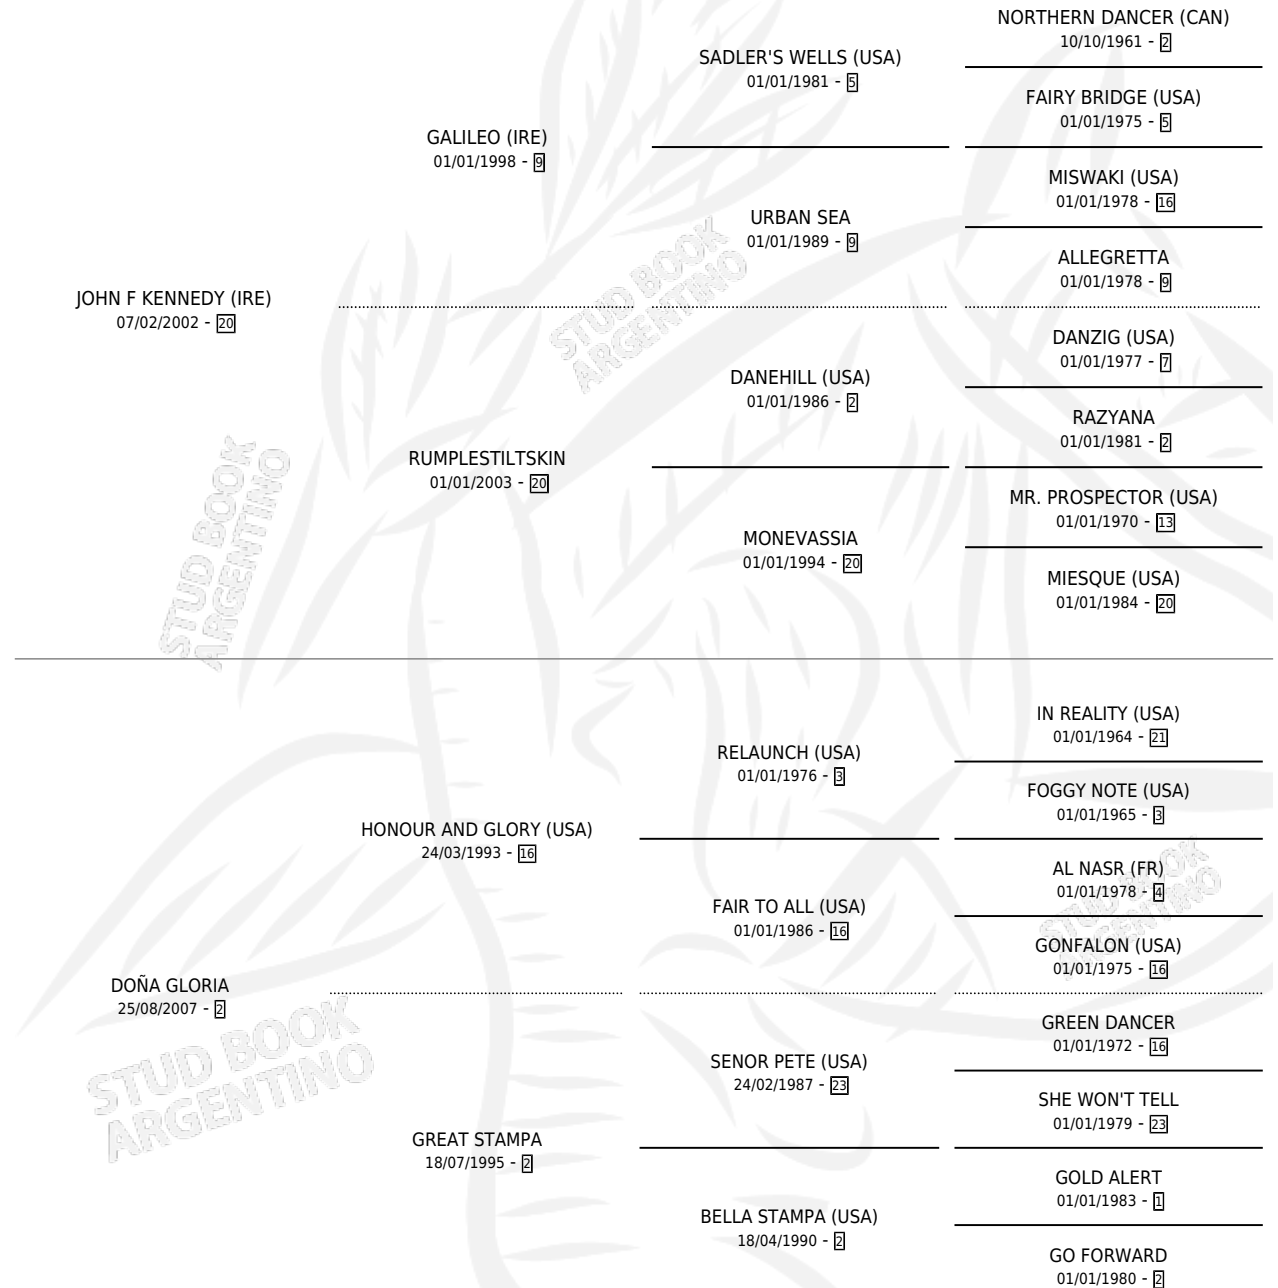 NORTHERN DANCER (CAN)
10/10/1961 - 2
SADLER'S WELLS (USA)
01/01/1981 - 5
FAIRY BRIDGE (USA)
01/01/1975 - 5
GALILEO (IRE)
01/01/1998 - 9
MISWAKI (USA)
01/01/1978 - 16
URBAN SEA
01/01/1989 - 9
ALLEGRETTA
01/01/1978 - 9
JOHN F KENNEDY (IRE)
07/02/2002 - 20
DANZIG (USA)
01/01/1977 - 7
DANEHILL (USA)
01/01/1986 - 2
RAZYANA
01/01/1981 - 2
RUMPLESTILTSKIN
01/01/2003 - 20
MR. PROSPECTOR (USA)
01/01/1970 - 13
MONEVASSIA
01/01/1994 - 20
MIESQUE (USA)
01/01/1984 - 20
IN REALITY (USA)
01/01/1964 - 21
RELAUNCH (USA)
01/01/1976 - 3
FOGGY NOTE (USA)
01/01/1965 - 3
HONOUR AND GLORY (USA)
24/03/1993 - 16
AL NASR (FR)
01/01/1978 - 4
FAIR TO ALL (USA)
01/01/1986 - 16
GONFALON (USA)
01/01/1975 - 16
DOÑA GLORIA
25/08/2007 - 2
GREEN DANCER
01/01/1972 - 16
SENOR PETE (USA)
24/02/1987 - 23
SHE WON'T TELL
01/01/1979 - 23
GREAT STAMPA
18/07/1995 - 2
GOLD ALERT
01/01/1983 - 1
BELLA STAMPA (USA)
18/04/1990 - 2
GO FORWARD
01/01/1980 - 2
STUD BOOK
ARGENTINO
STUD BOOK
ARGENTINO
STUD BOOK
ARGENTINO
STUD BOOK
ARGENTINO